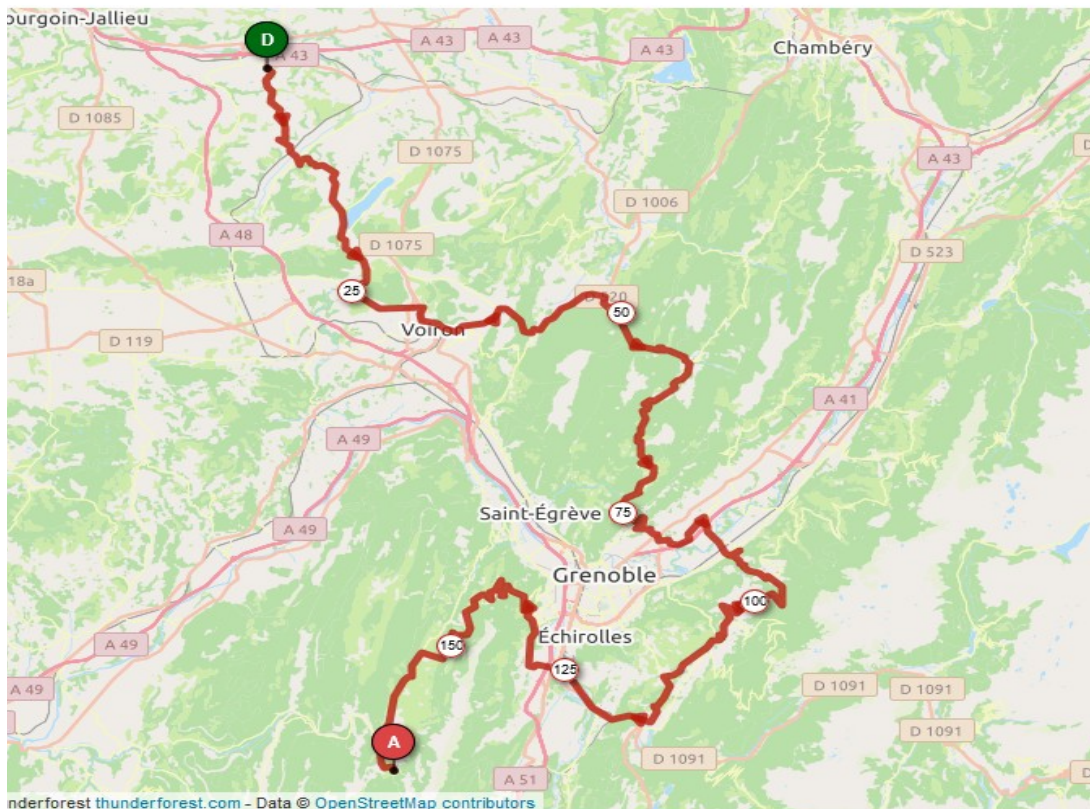 ourgoin-Jallieu
D
A 43
A 43
A 43
A 43
Chambéry
D 1085
D 1075
A 43
D 1006
A 48
D 1075
D 523
18a
25
50
Voiron
D 119
A 41
A 49
Saint-Égrève
75
A 49
Grenoble
100
A 49
Échirolles
150
125
A 49
D 1091
D 1091
D 1091
D 1091
A
D 1091
A 51
nderforest thunderforest.com - Data © OpenStreetMap contributors